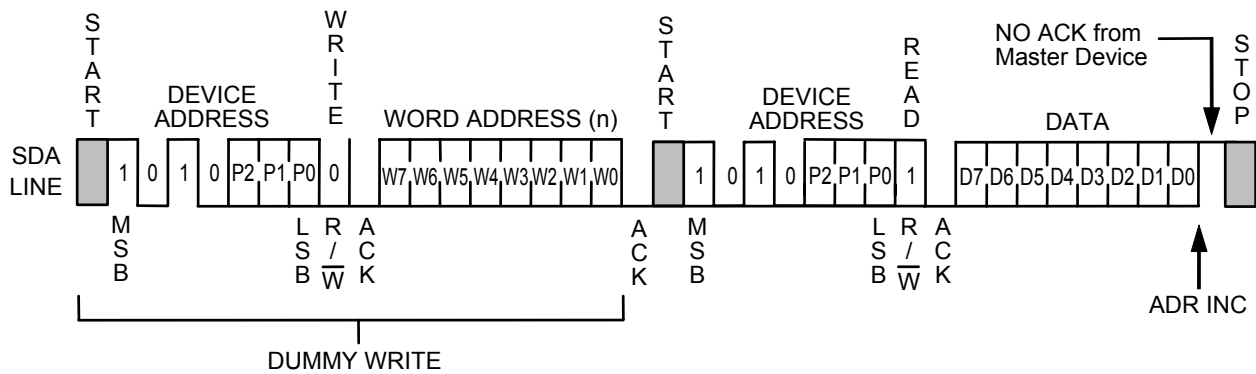 START
WRITE
START
READ
NO ACK from
Master Device
STOP
DEVICE
ADDRESS
WORD ADDRESS (n)
DEVICE
ADDRESS
DATA
SDA
LINE
1 0 1 0 P2 P1 P0 0 W7 W6 W5 W4 W3 W2 W1 W0 1 0 1 0 P2 P1 P0 1 D7 D6 D5 D4 D3 D2 D1 D0
MSB
LSB
R/W
ACK
ACK
MSB
LSB
R/W
ACK
ADR INC
DUMMY WRITE